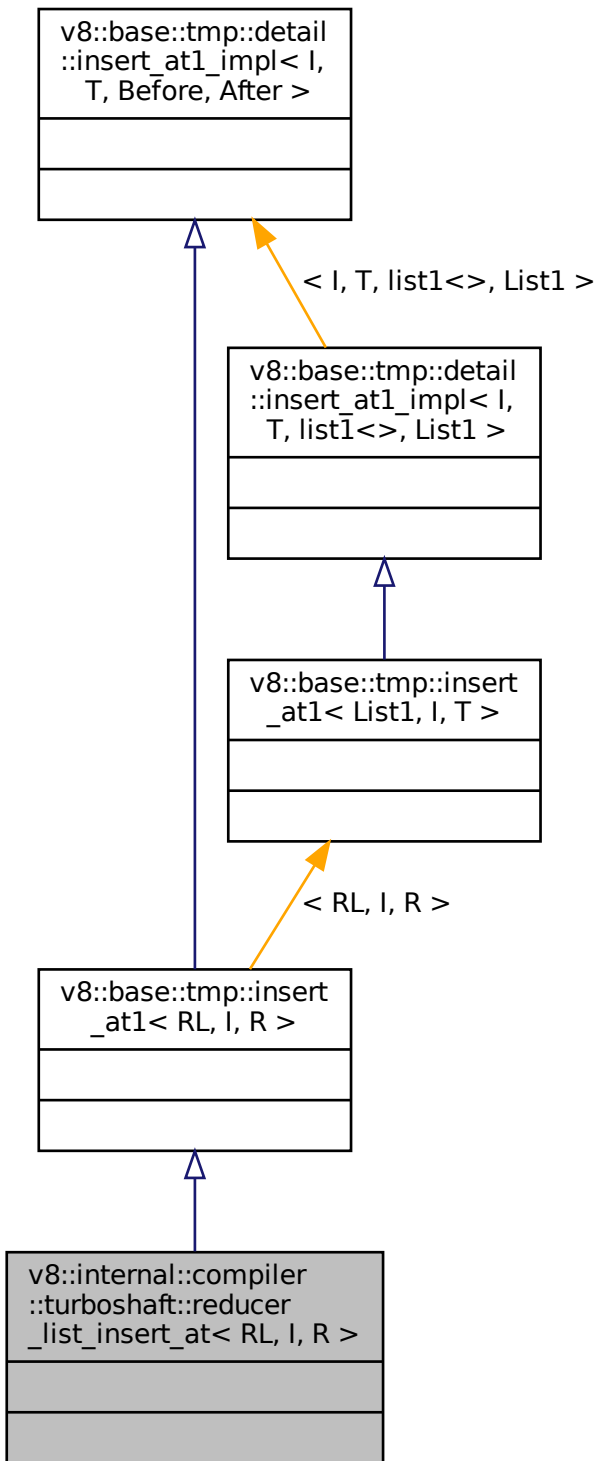 v8::base::tmp::detail
::insert_at1_impl< I,
T, Before, After >
< I, T, list1<>, List1 >
v8::base::tmp::detail
::insert_at1_impl< I,
T, list1<>, List1 >
v8::base::tmp::insert
_at1< List1, I, T >
< RL, I, R >
v8::base::tmp::insert
_at1< RL, I, R >
v8::internal::compiler
::turboshaft::reducer
_list_insert_at< RL, I, R >